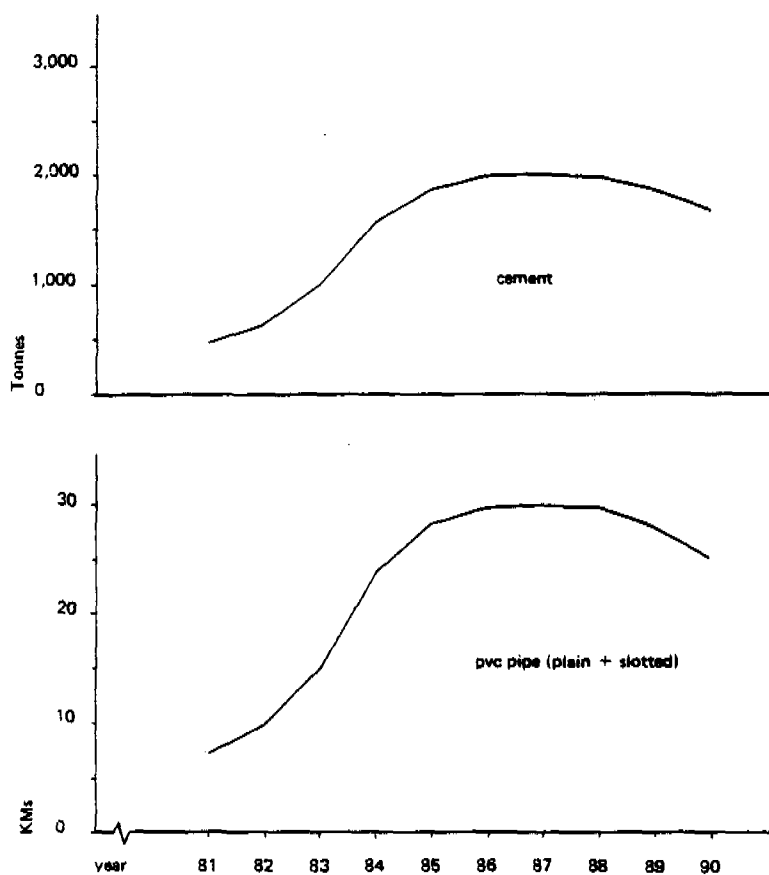 3,000
2,000
cement
1,000
Tonnes
0
30
20
pvc pipe (plain + slotted)
10
KMs
0
year 81 82 83 84 85 86 87 88 89 90